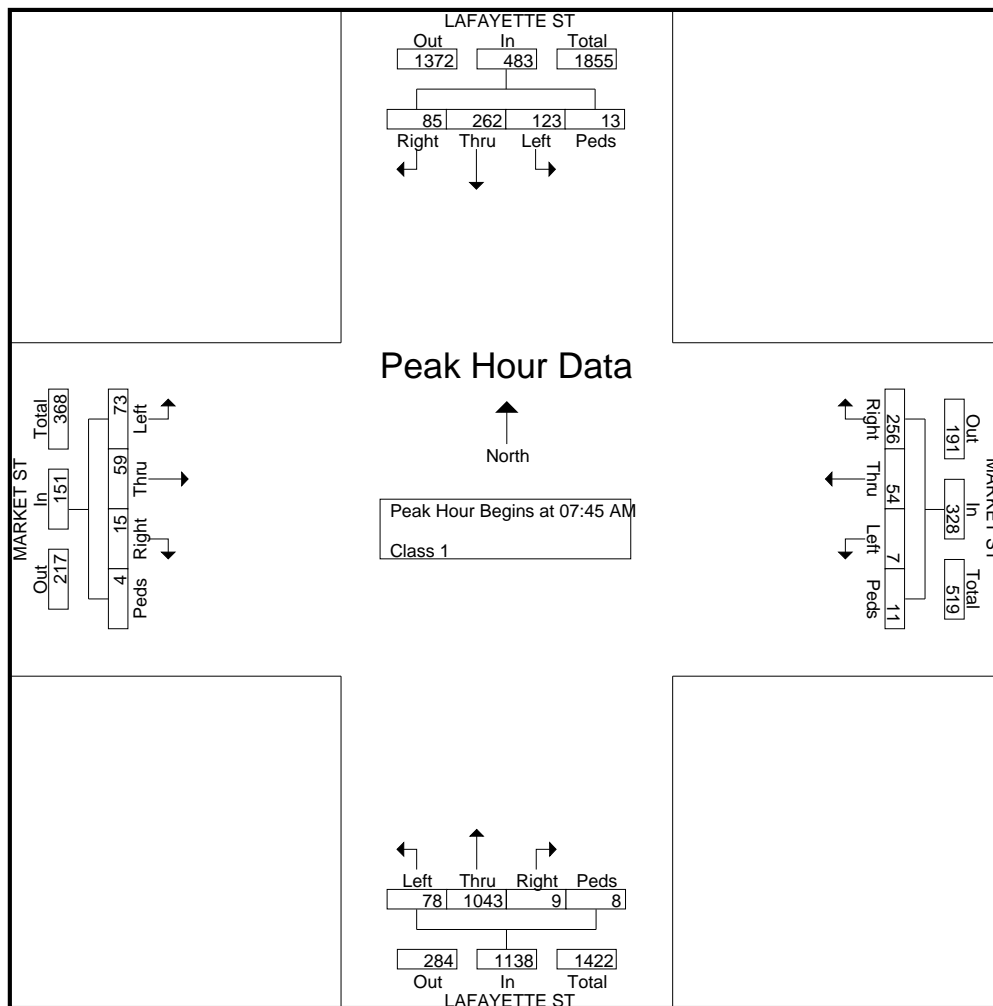 LAFAYETTE ST
Out In Total
1372 483 1855
85 262 123 13
Right Thru Left Peds
Peak Hour Data
North
Peak Hour Begins at 07:45 AM
Class 1
MARKET ST
Total In Out
368 151 217
73 59 15 4
Left Thru Right Peds
MARKET ST
Out In Total
191 328 519
256 54 7 11
Right Thru Left Peds
Left Thru Right Peds
78 1043 9 8
284 1138 1422
Out In Total
LAFAYETTE ST